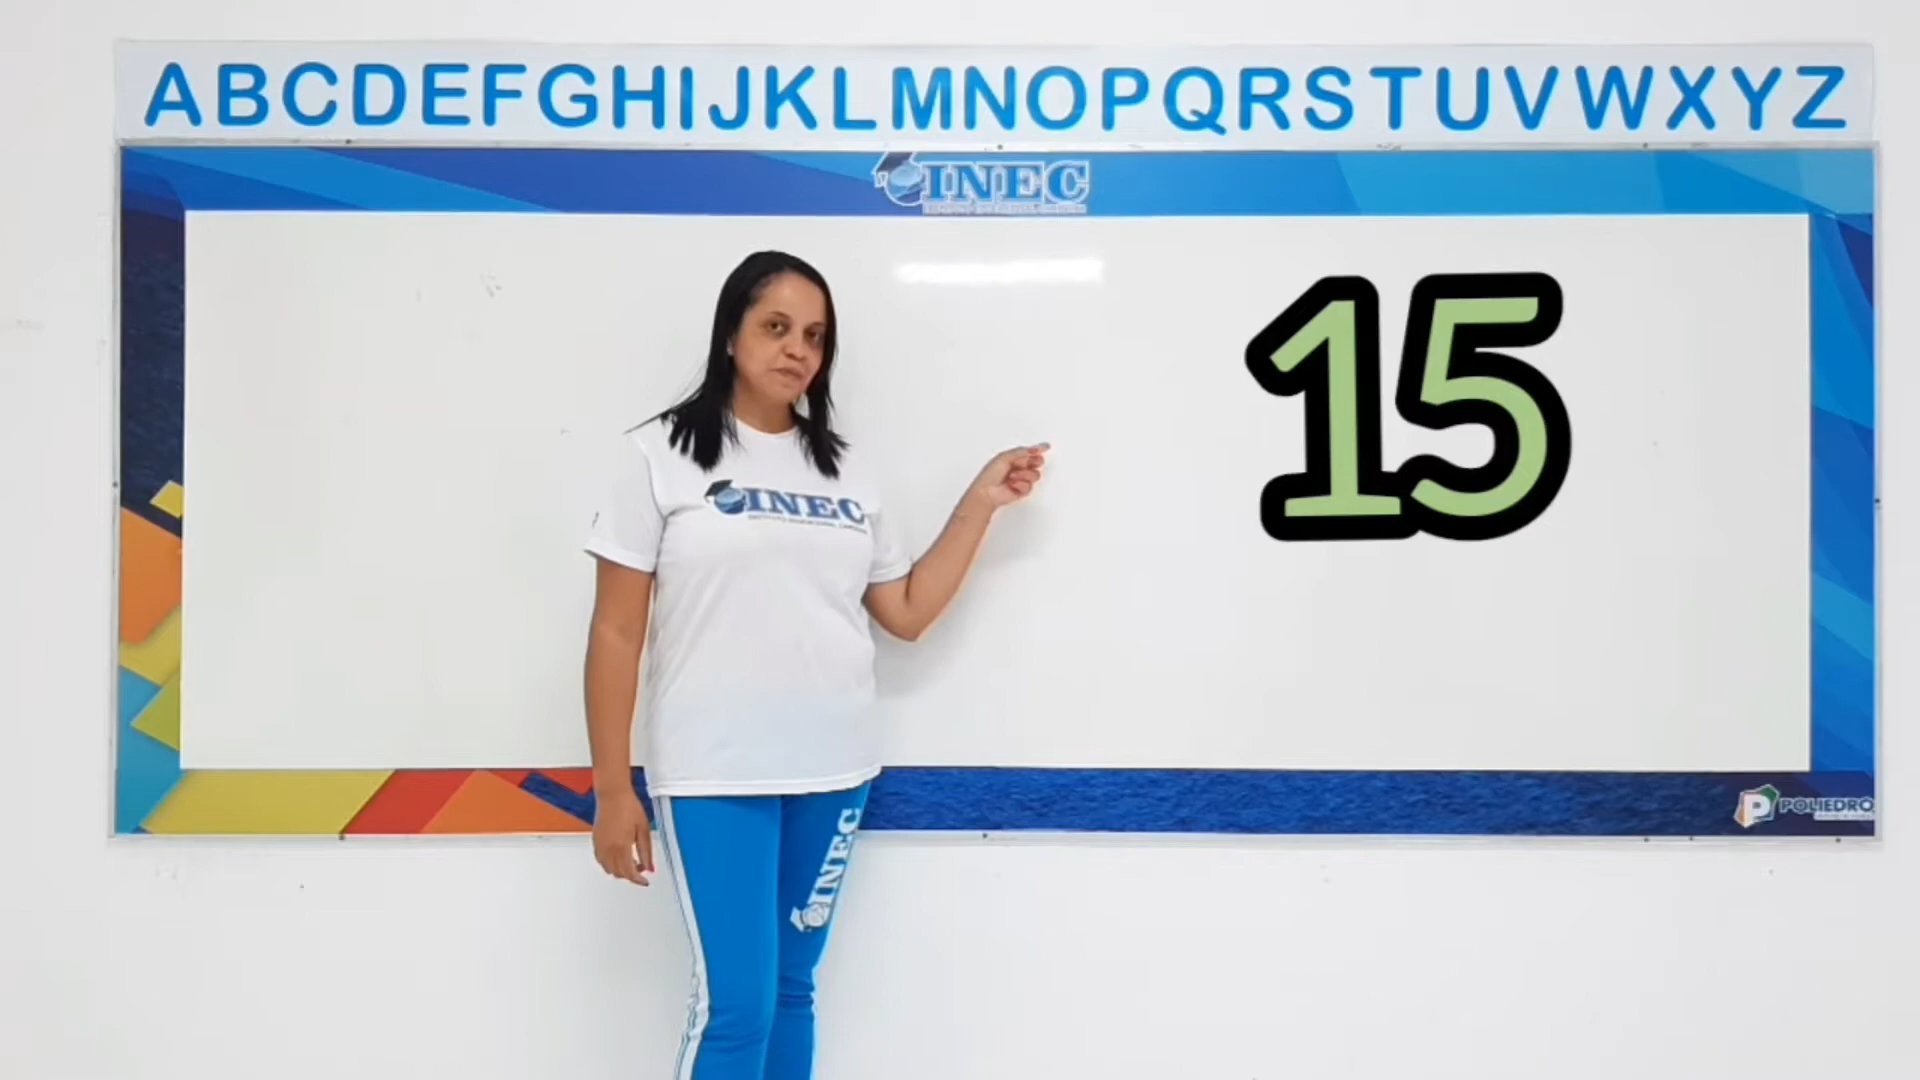 ABCDEFGHIJKLMNOPQRSTUVWXYZ
INEC
15
INEC
INEC
POLIEDRO